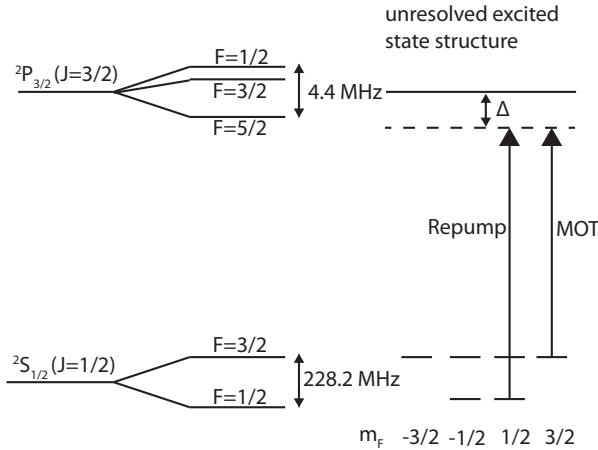 unresolved excited
state structure
²P₃/₂ (J=3/2)
F=1/2
F=3/2
F=5/2
4.4 MHz
Δ
Repump
MOT
²S₁/₂ (J=1/2)
F=3/2
F=1/2
228.2 MHz
m_F -3/2 -1/2 1/2 3/2